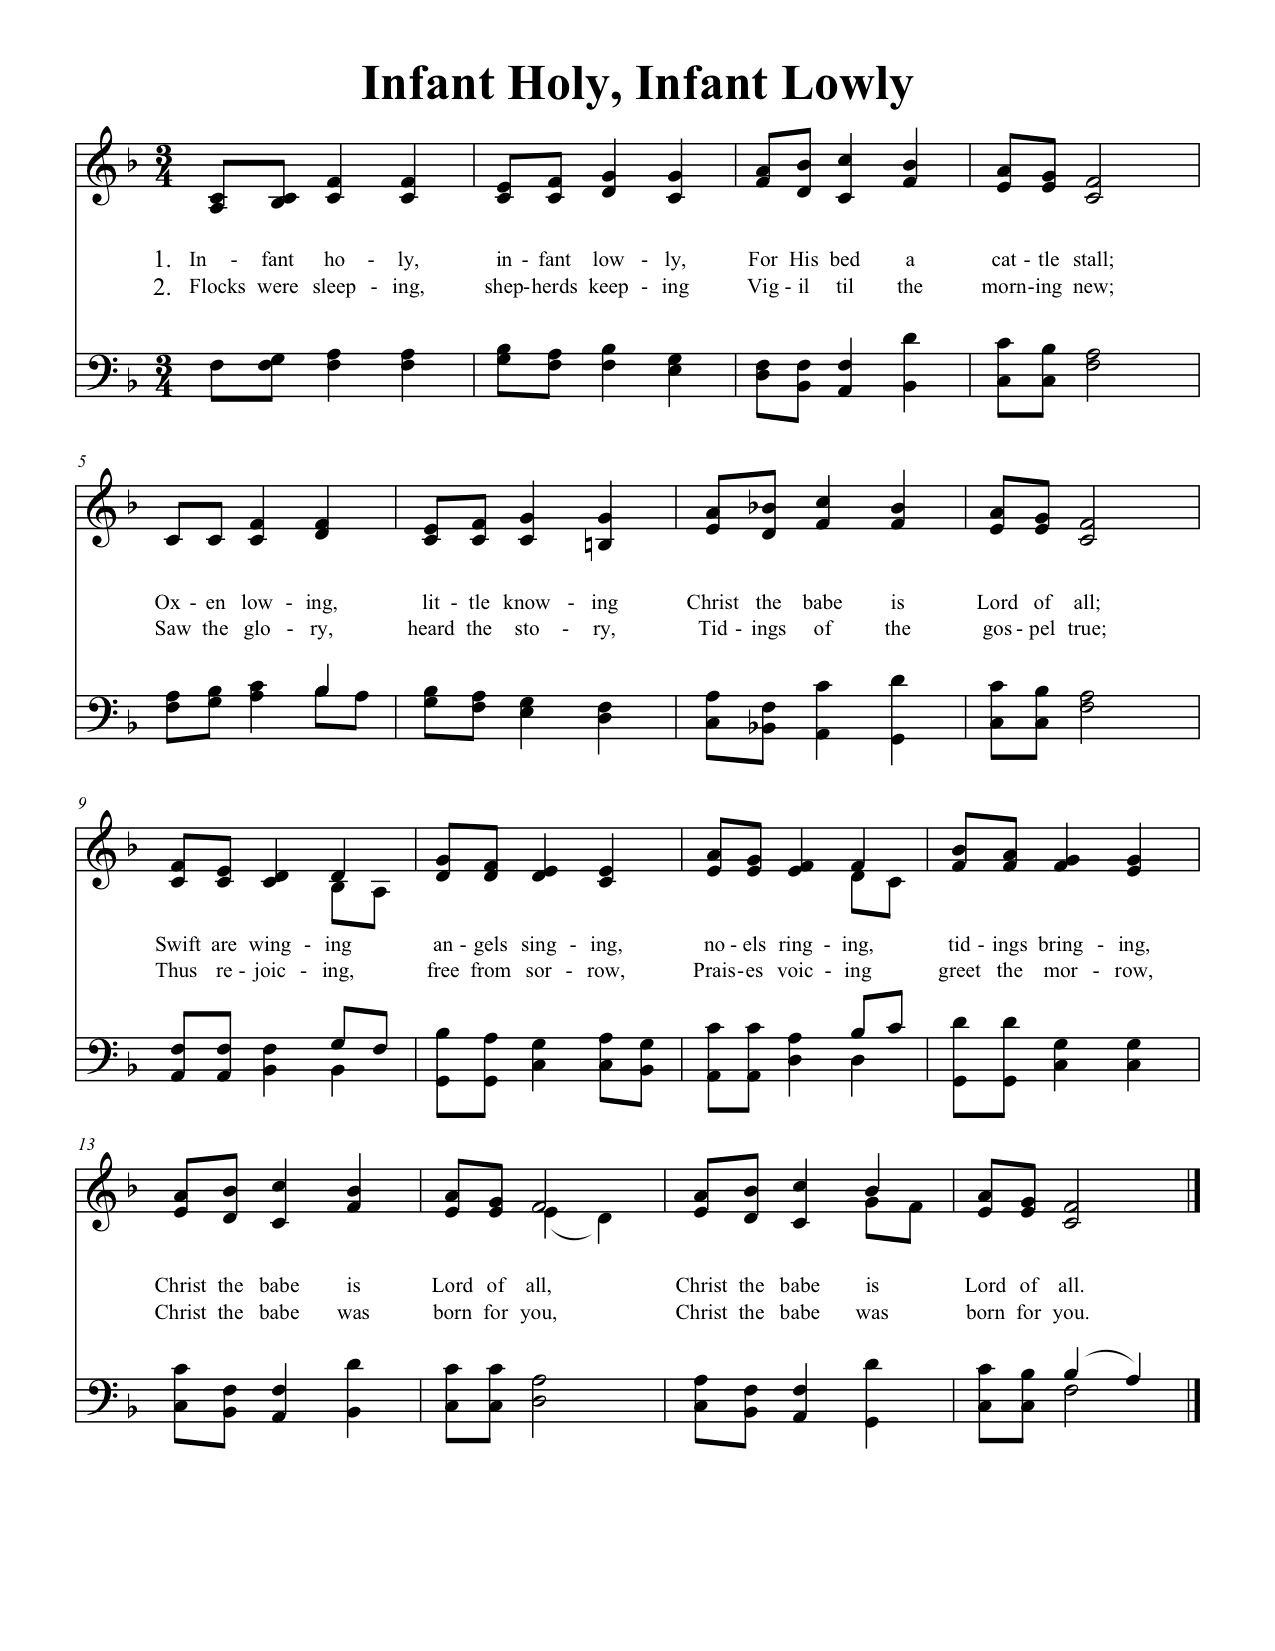 Infant Holy, Infant Lowly
3 4
1. In - fant ho - ly, in - fant low - ly, For His bed a cat - tle stall;
2. Flocks were sleep - ing, shep - herds keep - ing Vig - il til the morn - ing new;
3 4
5
Ox - en low - ing, lit - tle know - ing Christ the babe is Lord of all;
Saw the glo - ry, heard the sto - ry, Tid - ings of the gos - pel true;
9
Swift are wing - ing an - gels sing - ing, no - els ring - ing, tid - ings bring - ing,
Thus re - joic - ing, free from sor - row, Prais - es voic - ing greet the mor - row,
13
Christ the babe is Lord of all, Christ the babe is Lord of all.
Christ the babe was born for you, Christ the babe was born for you.